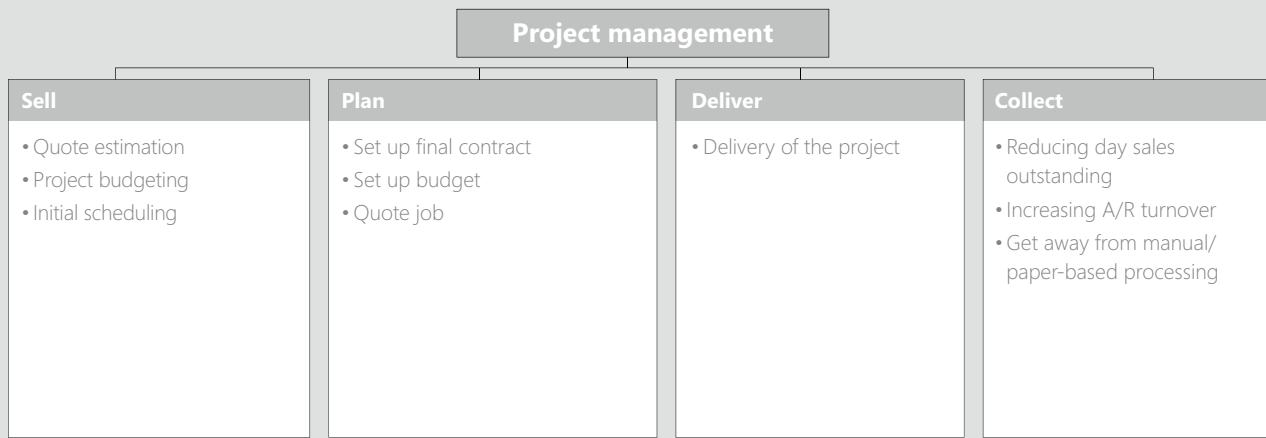 Project management
Sell
• Quote estimation
• Project budgeting
• Initial scheduling
Plan
• Set up final contract
• Set up budget
• Quote job
Deliver
• Delivery of the project
Collect
• Reducing day sales
outstanding
• Increasing A/R turnover
• Get away from manual/
paper-based processing